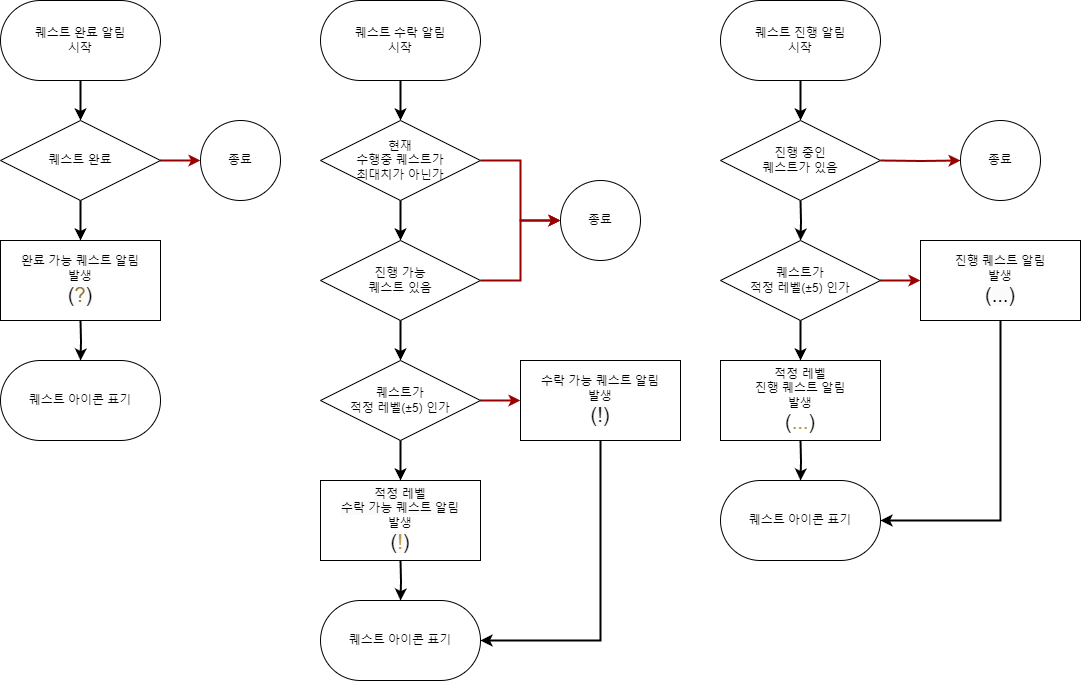 퀘스트 완료 알림
시작
퀘스트 완료
종료
완료 가능 퀘스트 알림
발생
(?)
퀘스트 아이콘 표기
퀘스트 수락 알림
시작
현재
수행중 퀘스트가
최대치가 아닌가
종료
진행 가능
퀘스트 있음
퀘스트가
적정 레벨(±5) 인가
수락 가능 퀘스트 알림
발생
(!)
적정 레벨
수락 가능 퀘스트 알림
발생
(!)
퀘스트 아이콘 표기
퀘스트 진행 알림
시작
진행 중인
퀘스트가 있음
종료
퀘스트가
적정 레벨(±5) 인가
진행 퀘스트 알림
발생
(...)
적정 레벨
진행 퀘스트 알림
발생
(...)
퀘스트 아이콘 표기